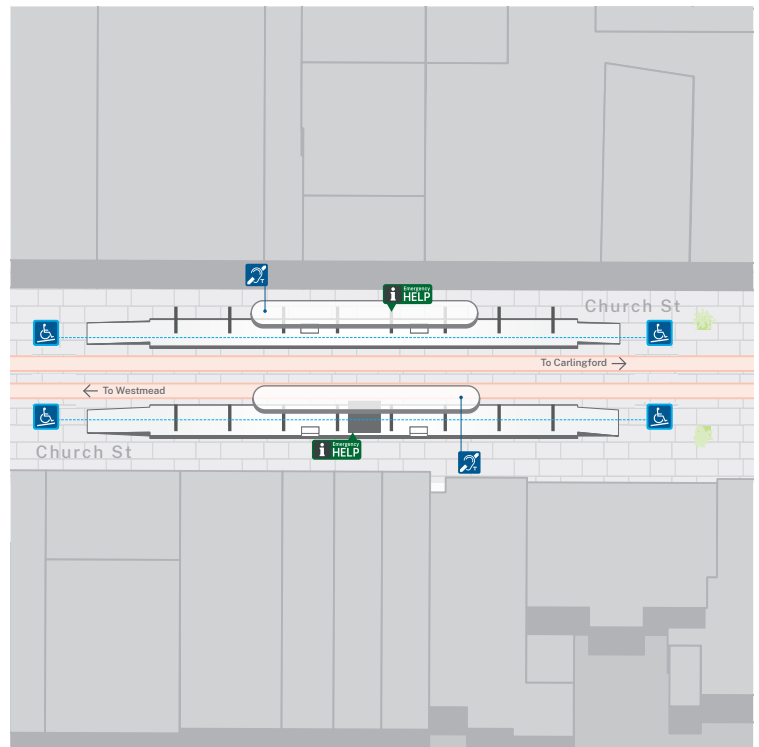 Emergency
i HELP
Church St
To Carlingford
To Westmead
Church St
Emergency
i HELP
T
T